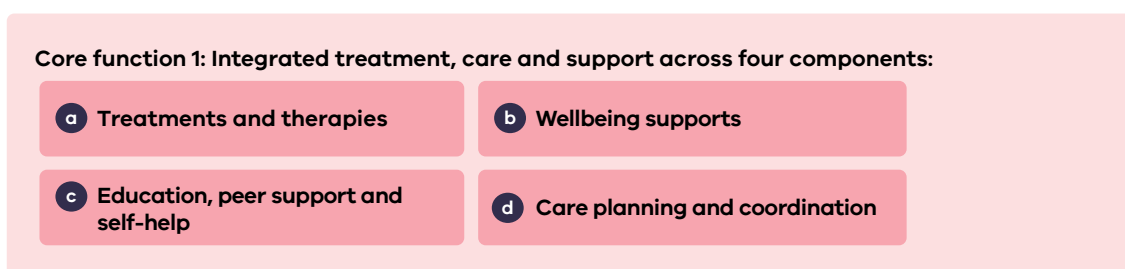 Core function 1: Integrated treatment, care and support across four components:
a Treatments and therapies
b Wellbeing supports
c Education, peer support and
self-help
d Care planning and coordination